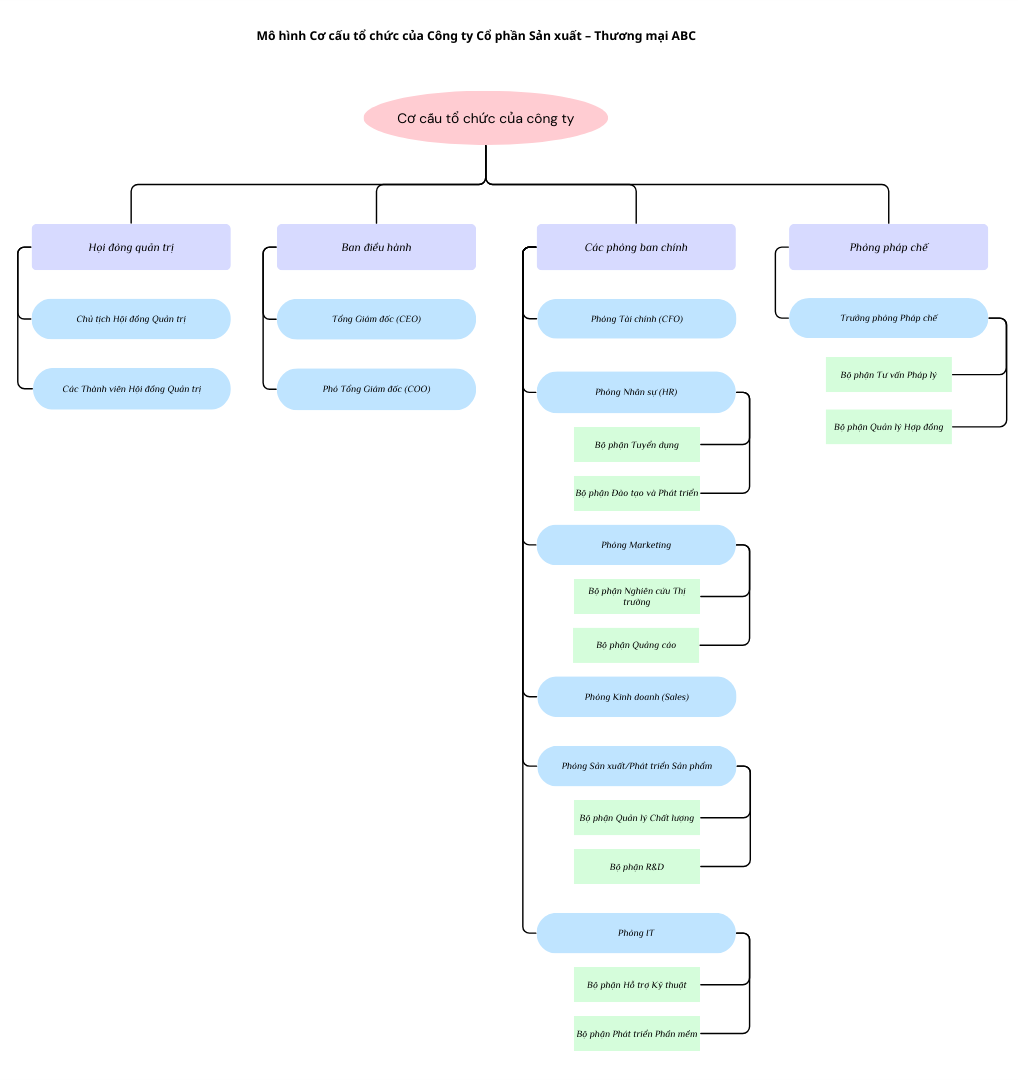 Mô hình Cơ cấu tổ chức của Công ty Cổ phần Sản xuất – Thương mại ABC
Cơ cấu tổ chức của công ty
Họi đỏng quản trị
Ban điều hành
Các phòng ban chính
Phòng pháp chế
Chủ tịch Hội đồng Quản trị
Tổng Giám đốc (CEO)
Phòng Tài chính (CFO)
Trưởng phòng Pháp chế
Các Thành viên Hội đồng Quản trị
Phó Tổng Giám đốc (COO)
Phòng Nhân sự (HR)
Bộ phận Tư vấn Pháp lý
Bộ phận Quản lý Hợp đồng
Bộ phận Tuyển dụng
Bộ phận Đào tạo và Phát triển
Phòng Marketing
Bộ phận Nghiên cứu Thị
trường
Bộ phận Quảng cáo
Phòng Kinh doanh (Sales)
Phòng Sản xuất/Phát triển Sản phẩm
Bộ phận Quản lý Chất lượng
Bộ phận R&D
Phòng IT
Bộ phận Hỗ trợ Kỹ thuật
Bộ phận Phát triển Phần mềm